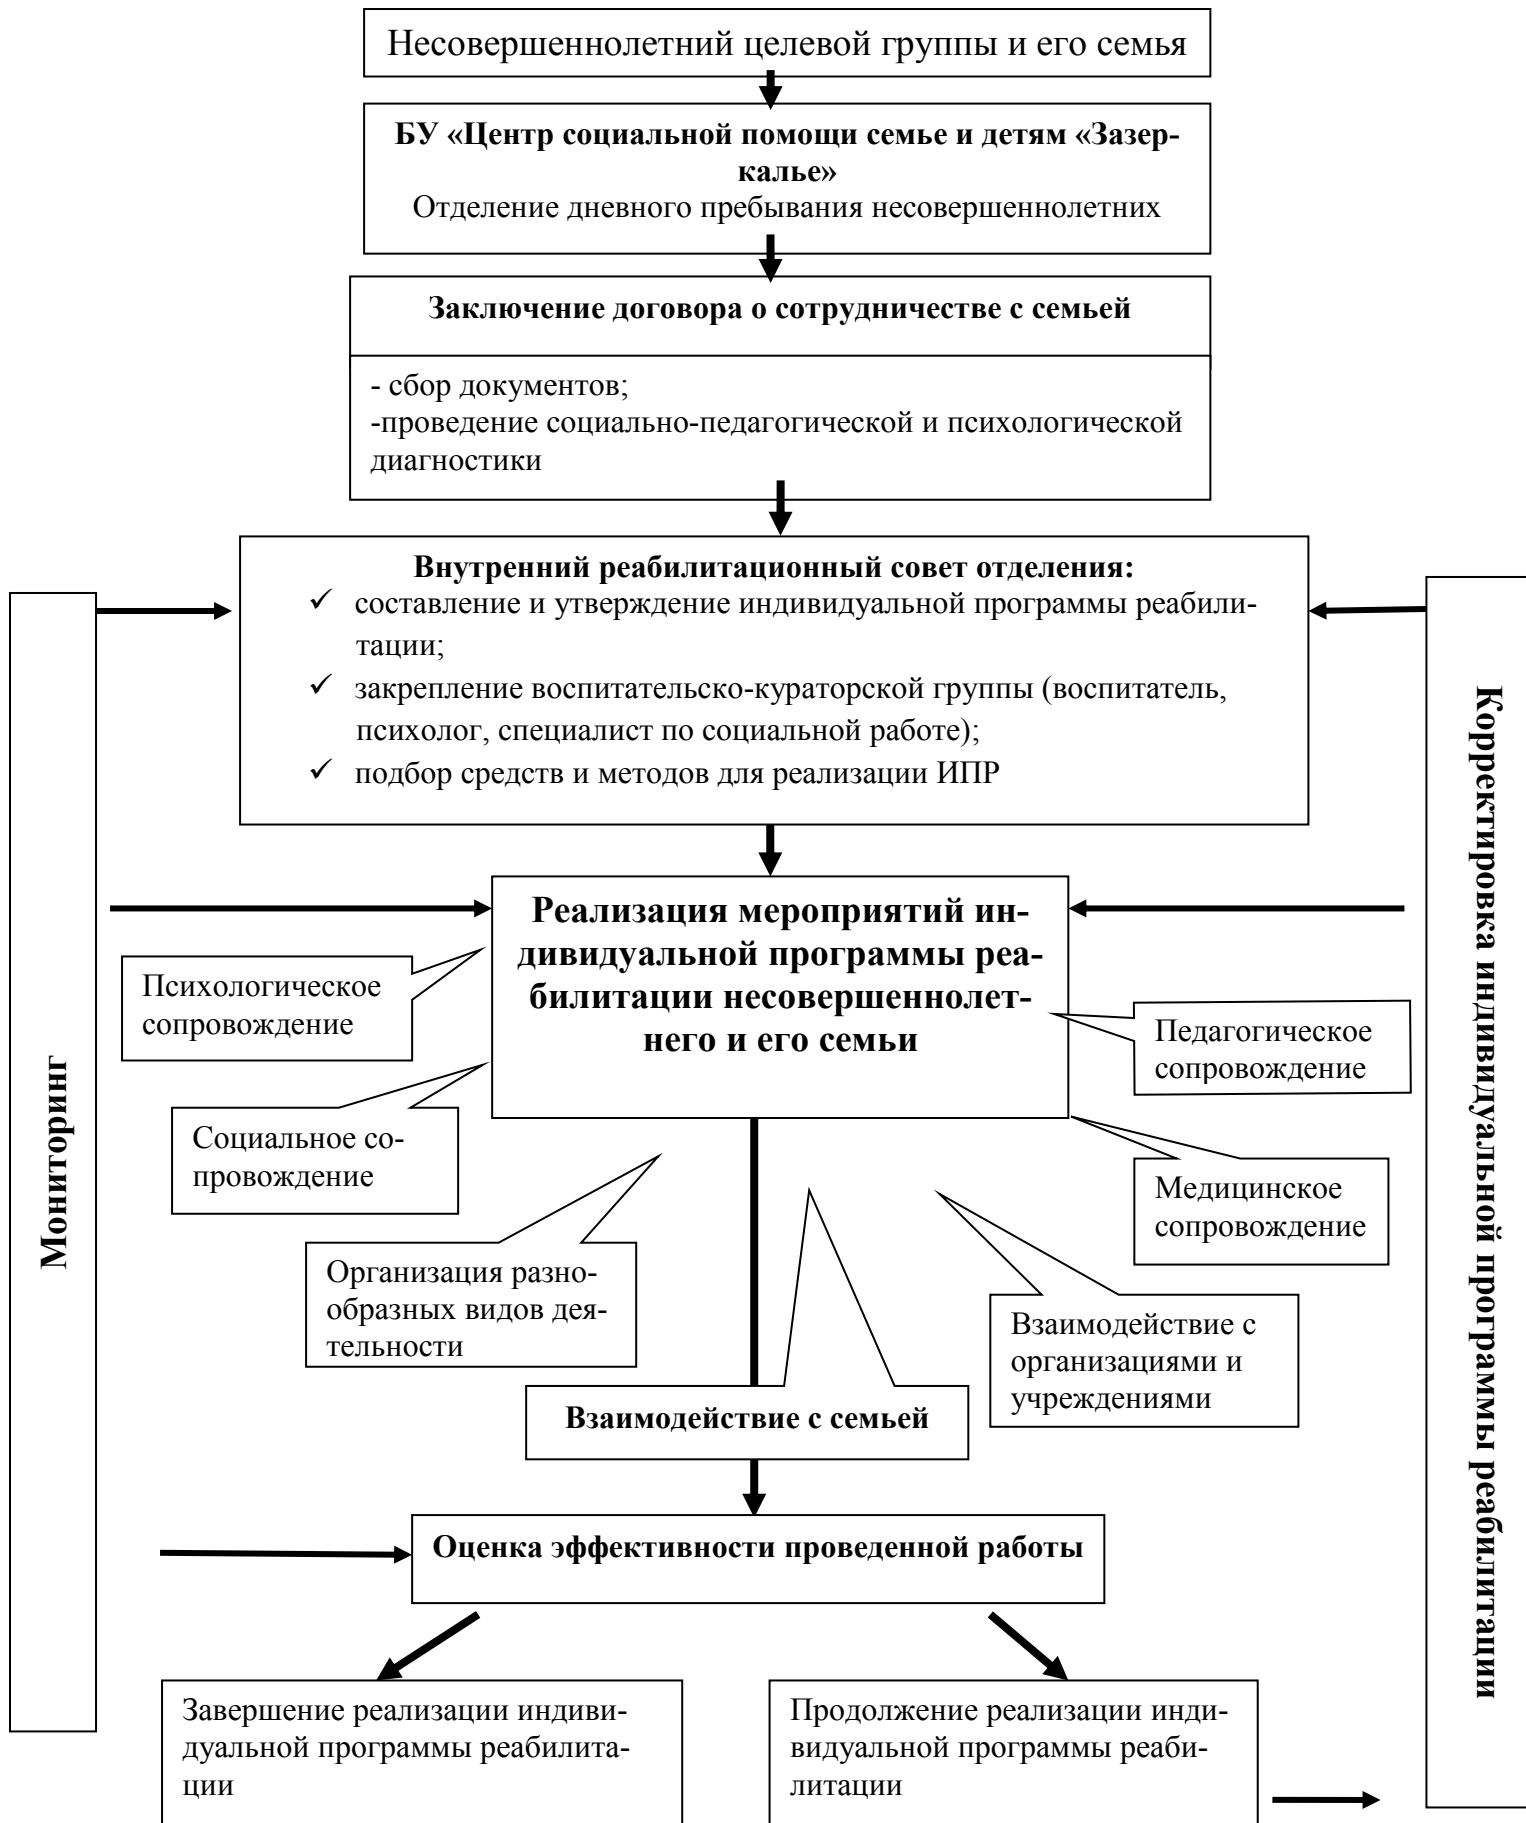 Несовершеннолетний целевой группы и его семья
БУ «Центр социальной помощи семье и детям «Зазер-
калье»
Отделение дневного пребывания несовершеннолетних
Заключение договора о сотрудничестве с семьей
- сбор документов;
-проведение социально-педагогической и психологической
диагностики
Внутренний реабилитационный совет отделения:
✓ составление и утверждение индивидуальной программы реабили-
тации;
✓ закрепление воспитательско-кураторской группы (воспитатель,
психолог, специалист по социальной работе);
✓ подбор средств и методов для реализации ИПР
Мониторинг
Корректировка индивидуальной программы реабилитации
Реализация мероприятий ин-
дивидуальной программы реа-
билитации несовершеннолет-
него и его семьи
Психологическое
сопровождение
Педагогическое
сопровождение
Социальное со-
провождение
Медицинское
сопровождение
Организация разно-
образных видов дея-
тельности
Взаимодействие с
организациями и
учреждениями
Взаимодействие с семьей
Оценка эффективности проведенной работы
Завершение реализации индиви-
дуальной программы реабилита-
ции
Продолжение реализации инди-
видуальной программы реаби-
литации